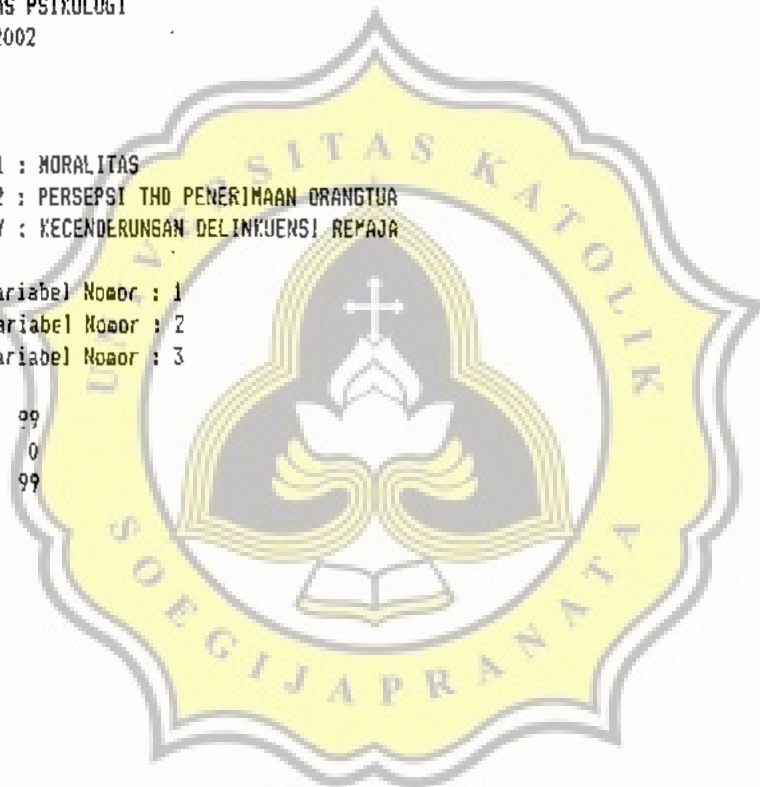 AS PSIKOLOGI
2002
1 : MORALITAS
2 : PERSEPSI THD PENERIMAAN ORANGTUA
Y : KECENDERUNGAN DELINKUENSI REMAJA
ariabel Nomor : 1
ariabel Nomor : 2
ariabel Nomor : 3
99
0
99
UNIVERSITAS KATOLIK
SOEGIJAPRANATA